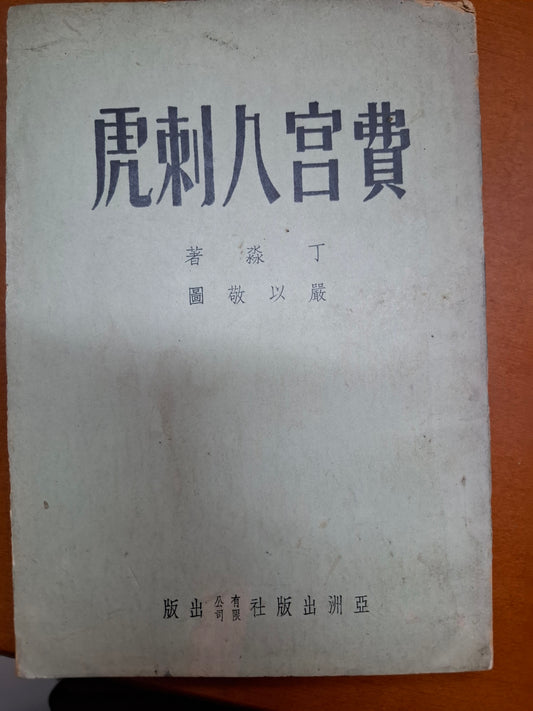 費宮人刺虎
丁淼著
嚴以敬圖
亞洲出版社有限公司出版